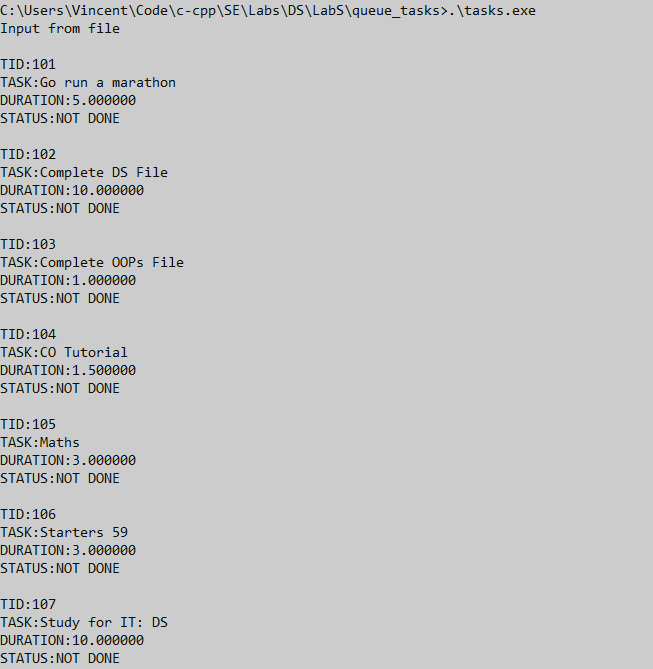 C:\Users\Vincent\Code\c-cpp\SE\Labs\DS\LabS\queue_tasks>.\tasks.exe
Input from file
TID:101
TASK:Go run a marathon
DURATION:5.000000
STATUS:NOT DONE
TID:102
TASK:Complete DS File
DURATION:10.000000
STATUS:NOT DONE
TID:103
TASK:Complete OOPs File
DURATION:1.000000
STATUS:NOT DONE
TID:104
TASK:CO Tutorial
DURATION:1.500000
STATUS:NOT DONE
TID:105
TASK:Maths
DURATION:3.000000
STATUS:NOT DONE
TID:106
TASK:Starters 59
DURATION:3.000000
STATUS:NOT DONE
TID:107
TASK:Study for IT: DS
DURATION:10.000000
STATUS:NOT DONE